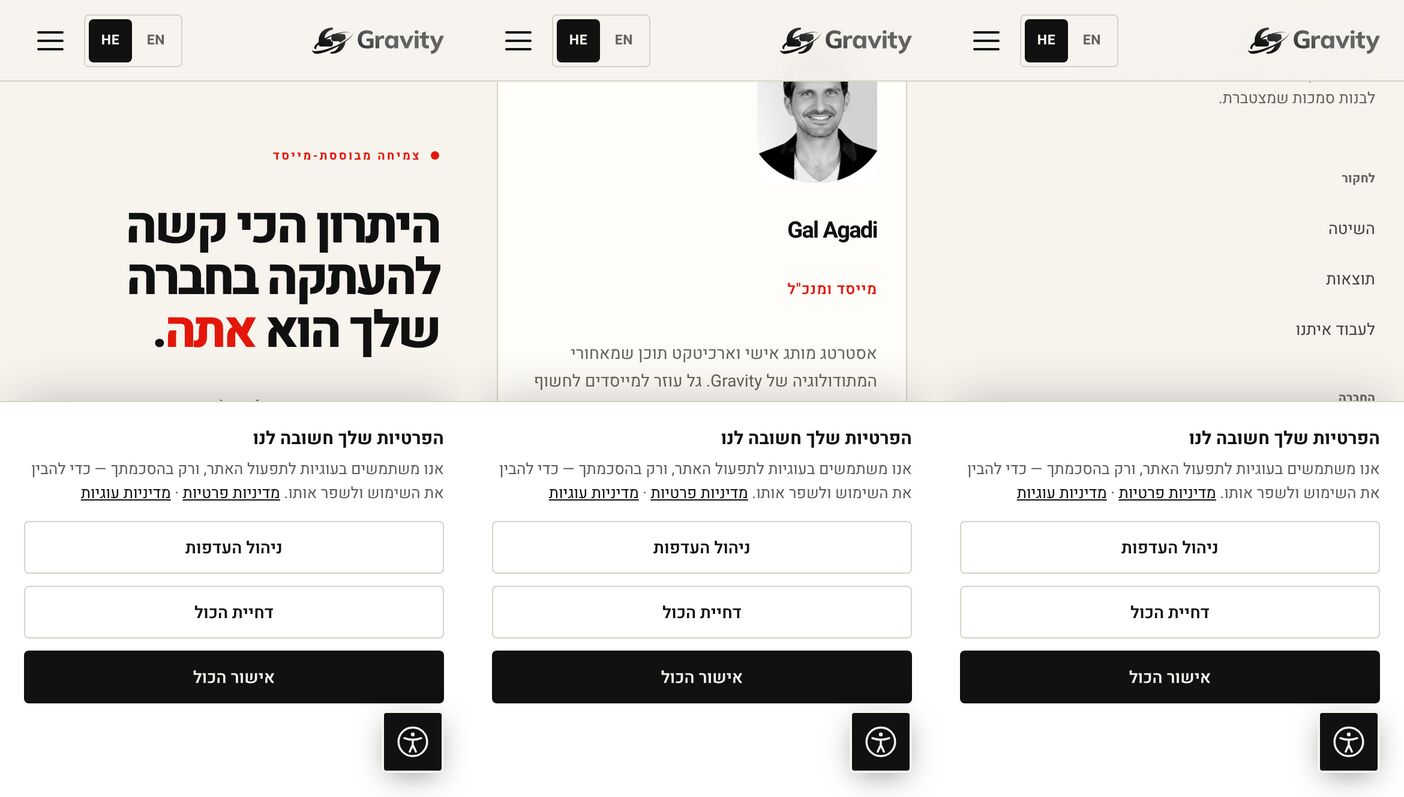 HE EN
Gravity
צמיחה מבוססת-מייסד
היתרון הכי קשה
להעתקה בחברה
שלך הוא אתה.
הפרטיות שלך חשובה לנו
אנו משתמשים בעוגיות לתפעול האתר, ורק בהסכמתך – כדי להבין
את השימוש ולשפר אותו. מדיניות פרטיות · מדיניות עוגיות
ניהול העדפות
דחיית הכול
אישור הכול
HE EN
Gravity
Gal Agadi
מייסד ומנכ"ל
אסטרטג מותג אישי וארכיטקט תוכן שמאחורי
המתודולוגיה של Gravity. גל עוזר למייסדים לחשוף
הפרטיות שלך חשובה לנו
אנו משתמשים בעוגיות לתפעול האתר, ורק בהסכמתך – כדי להבין
את השימוש ולשפר אותו. מדיניות פרטיות · מדיניות עוגיות
ניהול העדפות
דחיית הכול
אישור הכול
HE EN
Gravity
לבנות סמכות שמצטברת.
לחקור
השיטה
תוצאות
לעבוד איתנו
החברה
הפרטיות שלך חשובה לנו
אנו משתמשים בעוגיות לתפעול האתר, ורק בהסכמתך – כדי להבין
את השימוש ולשפר אותו. מדיניות פרטיות · מדיניות עוגיות
ניהול העדפות
דחיית הכול
אישור הכול